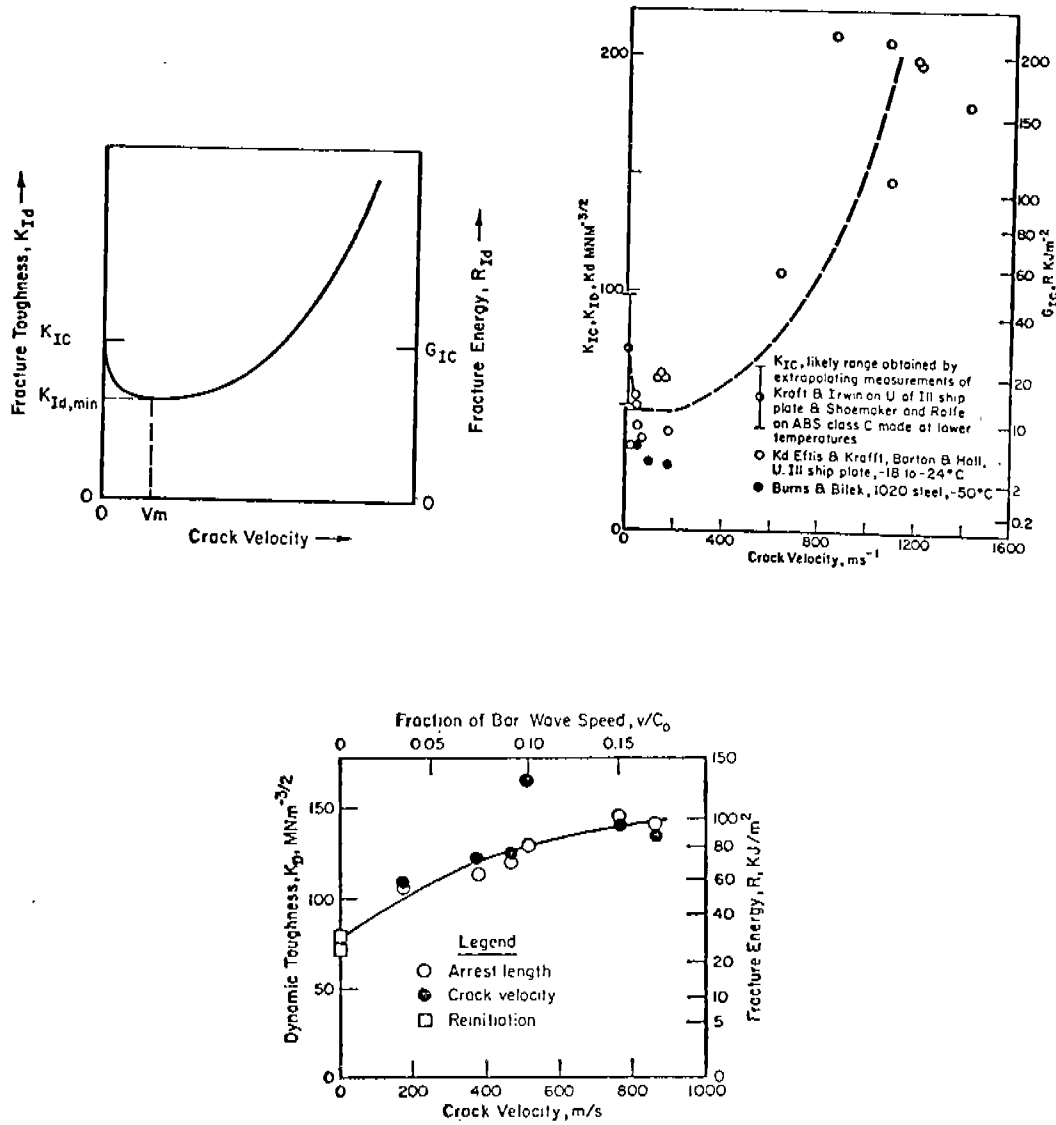 Fracture Toughness, K_Id
K_IC
K_Id,min
0
0
Vm
Crack Velocity
Fracture Energy, R_Id
G_IC
0
K_IC, K_ID, Kd MNM^-3/2
200
100
0
0
400
800
1200
1600
Crack Velocity, ms^-1
G_IC, R KJm^-2
200
150
100
80
60
40
20
10
2
0.2
K_IC, likely range obtained by
extrapolating measurements of
Kraft & Irwin on U of Ill ship
plate & Shoemaker and Rolfe
on ABS class C made at lower
temperatures
Kd Eftis & Krafft, Barton & Hall,
U. Ill ship plate, -18 to -24°C
Burns & Bilek, 1020 steel, -50°C
Fraction of Bar Wave Speed, v/C_o
0
0 05
0.10
0.15
Dynamic Toughness, K_D, MNm^-3/2
150
100
50
0
Legend
Arrest length
Crack velocity
Reinitiation
Fracture Energy, R, KJ/m^2
150
100
80
60
40
20
10
5
0
0
200
400
600
800
1000
Crack Velocity, m/s